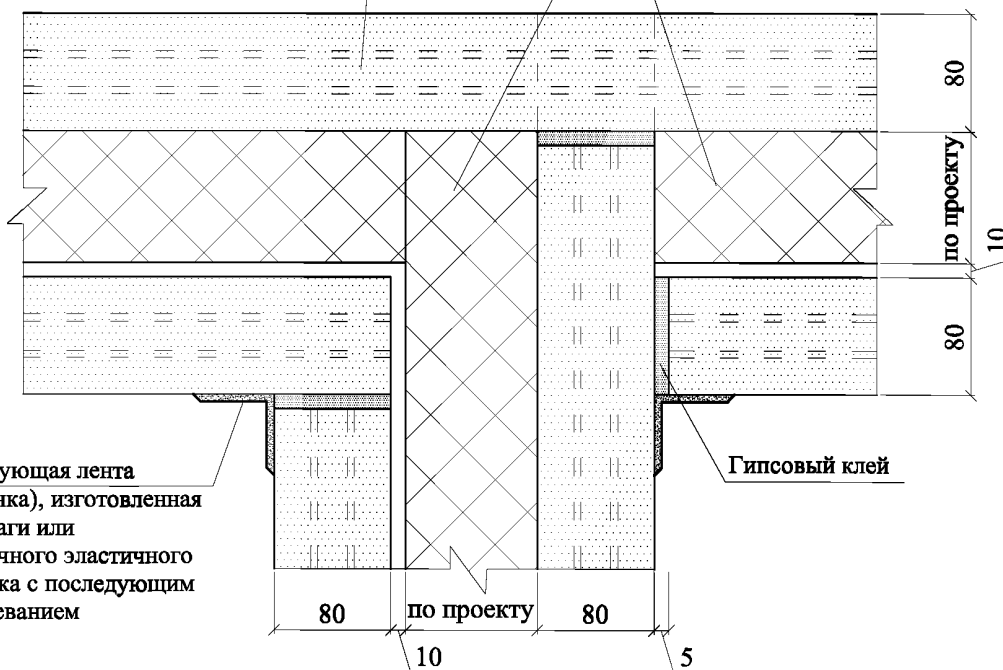 80
по проекту
10
80
Гипсовый клей
ующая лента
нка), изготовленная
аги или
чного эластичного
ка с последующим
еванием
80
по проекту
80
10
5